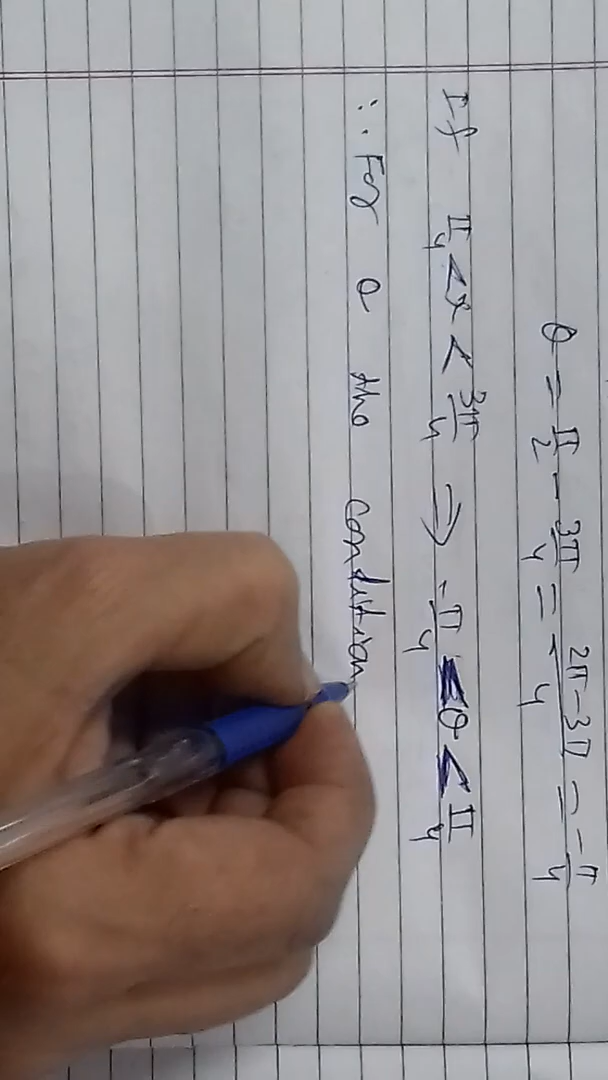 θ = π/2 - 3π/4 = 2π-3π/4 = -π/4
If π/4 < x < 3π/4 ⇒ -π/4 ≤ θ < π/4
∴ For a the condition